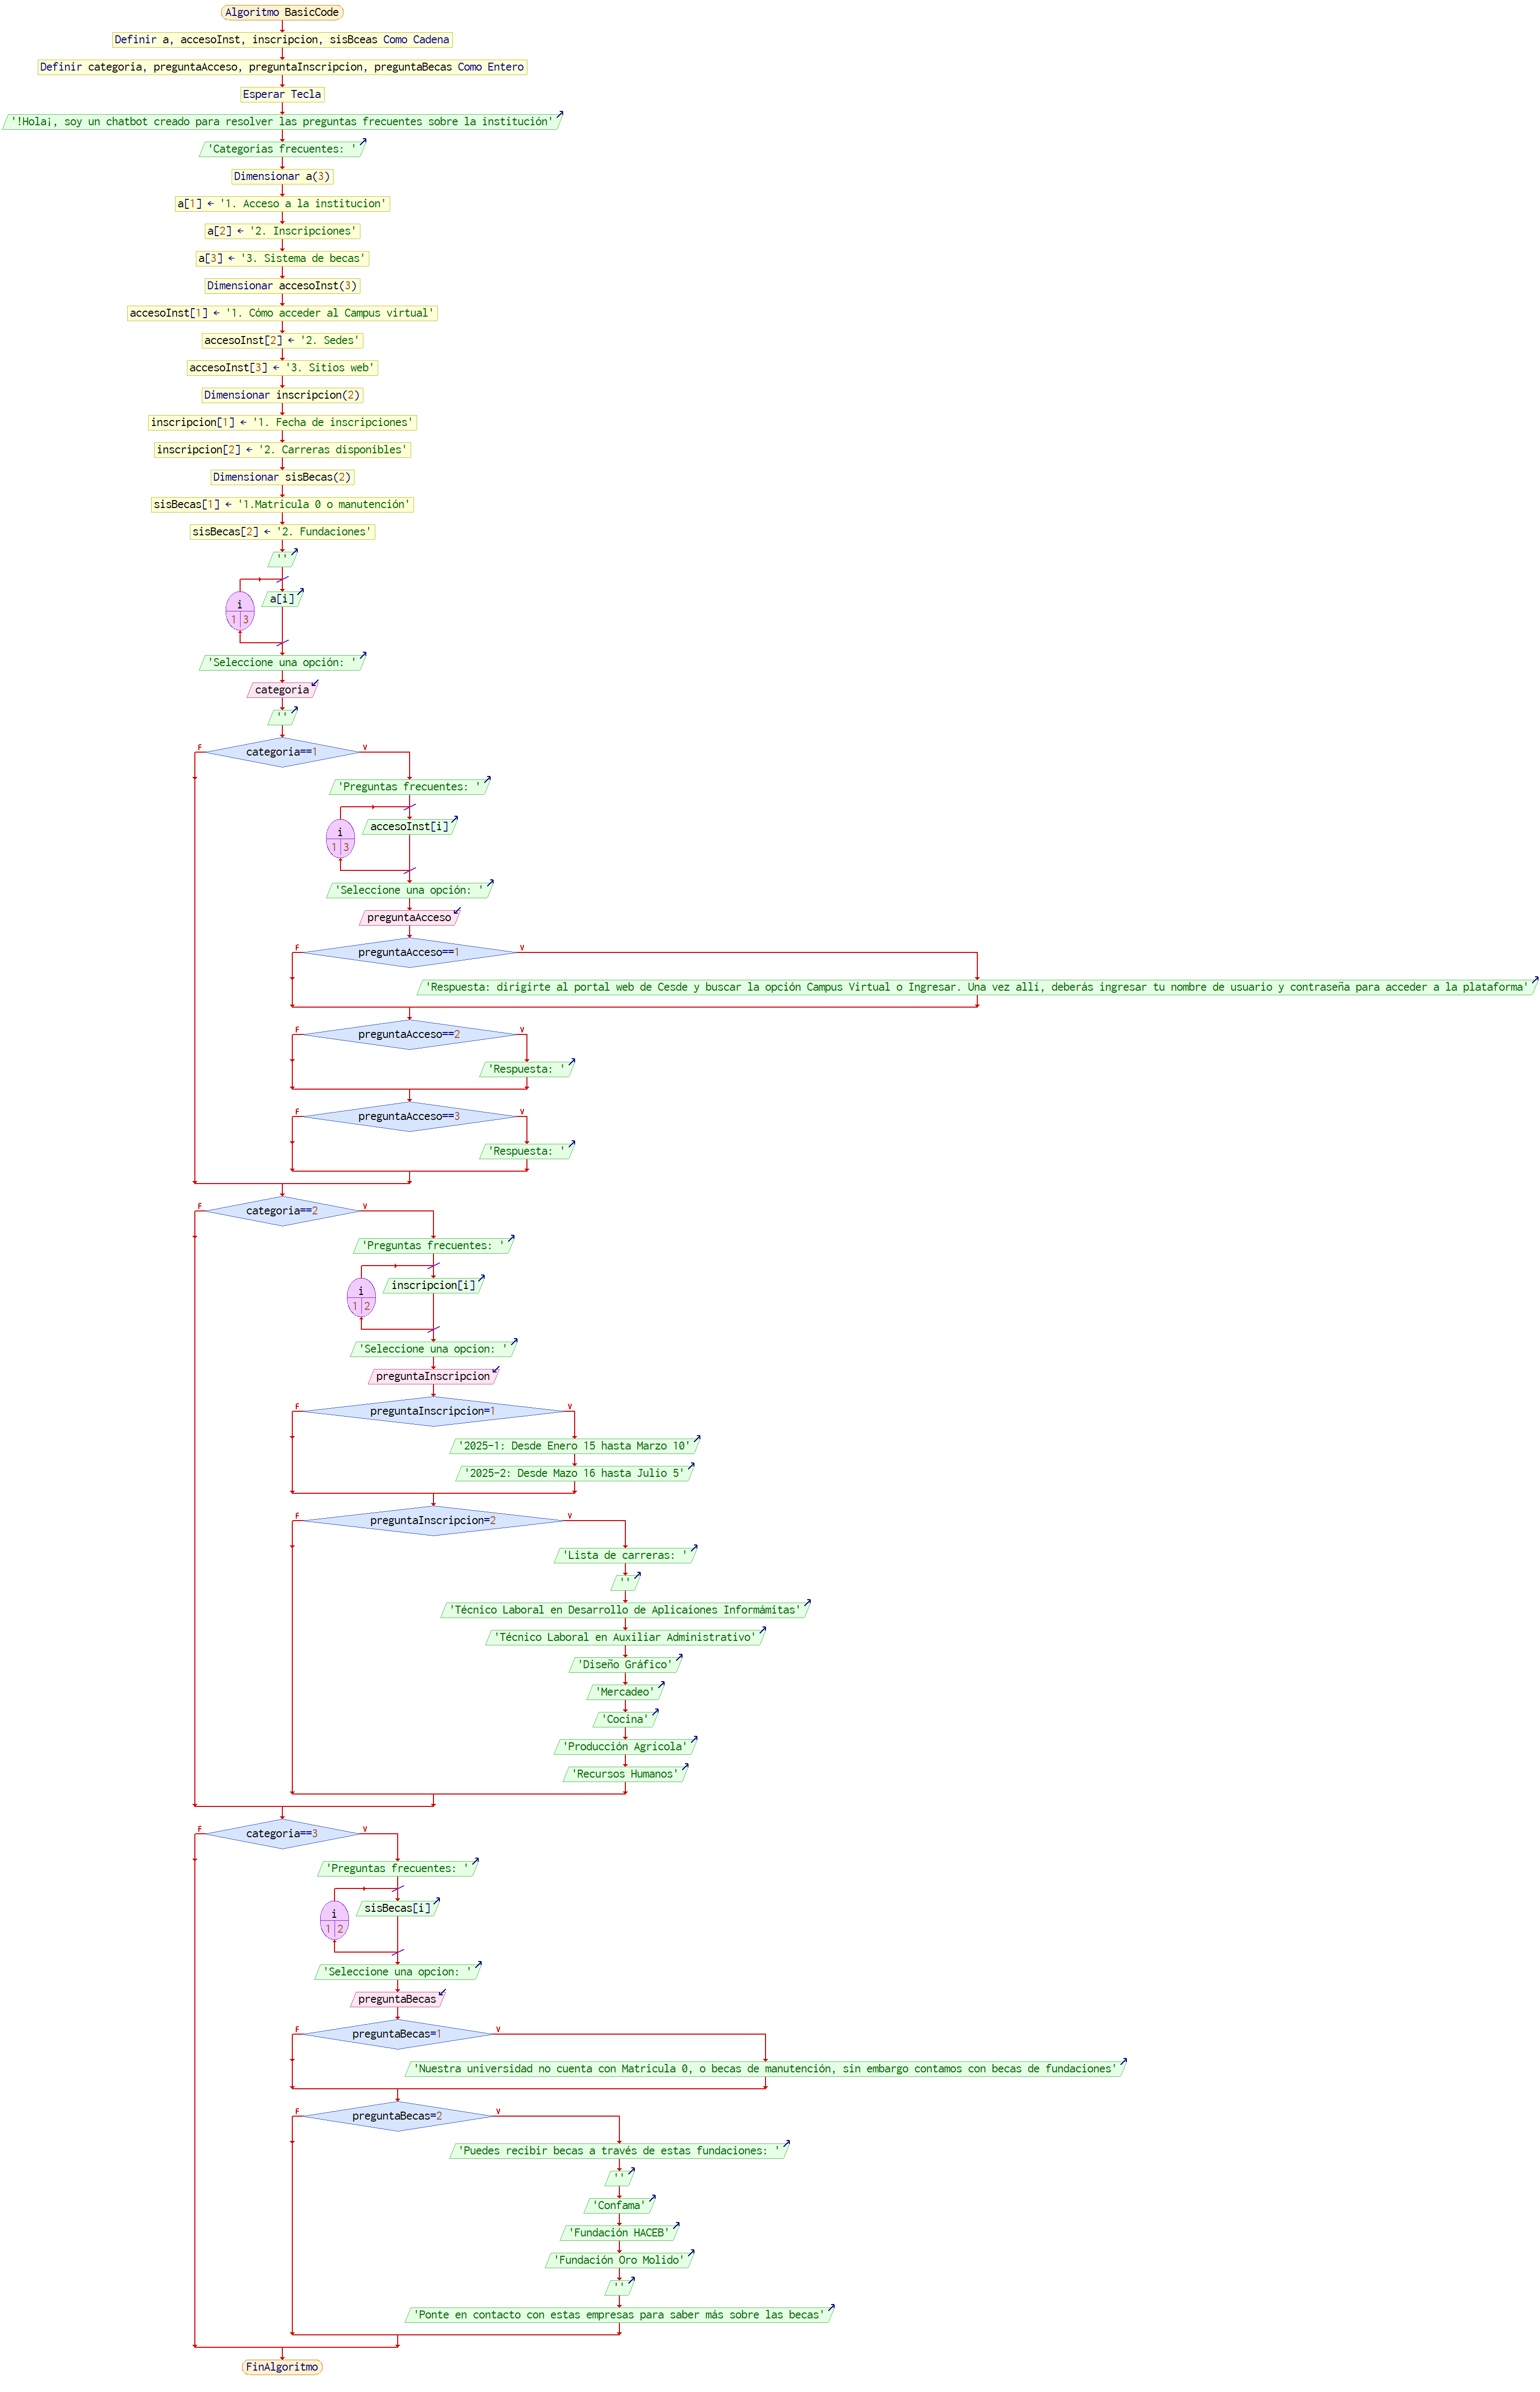 Algoritmo BasicCode
Definir a, accesoInst, inscripcion, sisBceas Como Cadena
Definir categoria, preguntaAcceso, preguntaInscripcion, preguntaBecas Como Entero
Esperar Tecla
'!Hola¡, soy un chatbot creado para resolver las preguntas frecuentes sobre la institución'
'Categorias frecuentes: '
Dimensionar a(3)
a[1] ← '1. Acceso a la institucion'
a[2] ← '2. Inscripciones'
a[3] ← '3. Sistema de becas'
Dimensionar accesoInst(3)
accesoInst[1] ← '1. Cómo acceder al Campus virtual'
accesoInst[2] ← '2. Sedes'
accesoInst[3] ← '3. Sitios web'
Dimensionar inscripcion(2)
inscripcion[1] ← '1. Fecha de inscripciones'
inscripcion[2] ← '2. Carreras disponibles'
Dimensionar sisBecas(2)
sisBecas[1] ← '1.Matricula 0 o manutención'
sisBecas[2] ← '2. Fundaciones'
''
a[i]
i
1 3
'Seleccione una opción: '
categoria
''
F categoria==1 V
'Preguntas frecuentes: '
accesoInst[i]
i
1 3
'Seleccione una opción: '
preguntaAcceso
F preguntaAcceso==1 V
'Respuesta: dirigirte al portal web de Cesde y buscar la opción Campus Virtual o Ingresar. Una vez allí, deberás ingresar tu nombre de usuario y contraseña para acceder a la plataforma'
F preguntaAcceso==2 V
'Respuesta: '
F preguntaAcceso==3 V
'Respuesta: '
F categoria==2 V
'Preguntas frecuentes: '
inscripcion[i]
i
1 2
'Seleccione una opcion: '
preguntaInscripcion
F preguntaInscripcion=1 V
'2025-1: Desde Enero 15 hasta Marzo 10'
'2025-2: Desde Mazo 16 hasta Julio 5'
F preguntaInscripcion=2 V
'Lista de carreras: '
''
'Técnico Laboral en Desarrollo de Aplicaiones Informámitas'
'Técnico Laboral en Auxiliar Administrativo'
'Diseño Gráfico'
'Mercadeo'
'Cocina'
'Producción Agricola'
'Recursos Humanos'
F categoria==3 V
'Preguntas frecuentes: '
sisBecas[i]
i
1 2
'Seleccione una opcion: '
preguntaBecas
F preguntaBecas=1 V
'Nuestra universidad no cuenta con Matricula 0, o becas de manutención, sin embargo contamos con becas de fundaciones'
F preguntaBecas=2 V
'Puedes recibir becas a través de estas fundaciones: '
''
'Confama'
'Fundación HACEB'
'Fundación Oro Molido'
''
'Ponte en contacto con estas empresas para saber más sobre las becas'
FinAlgoritmo